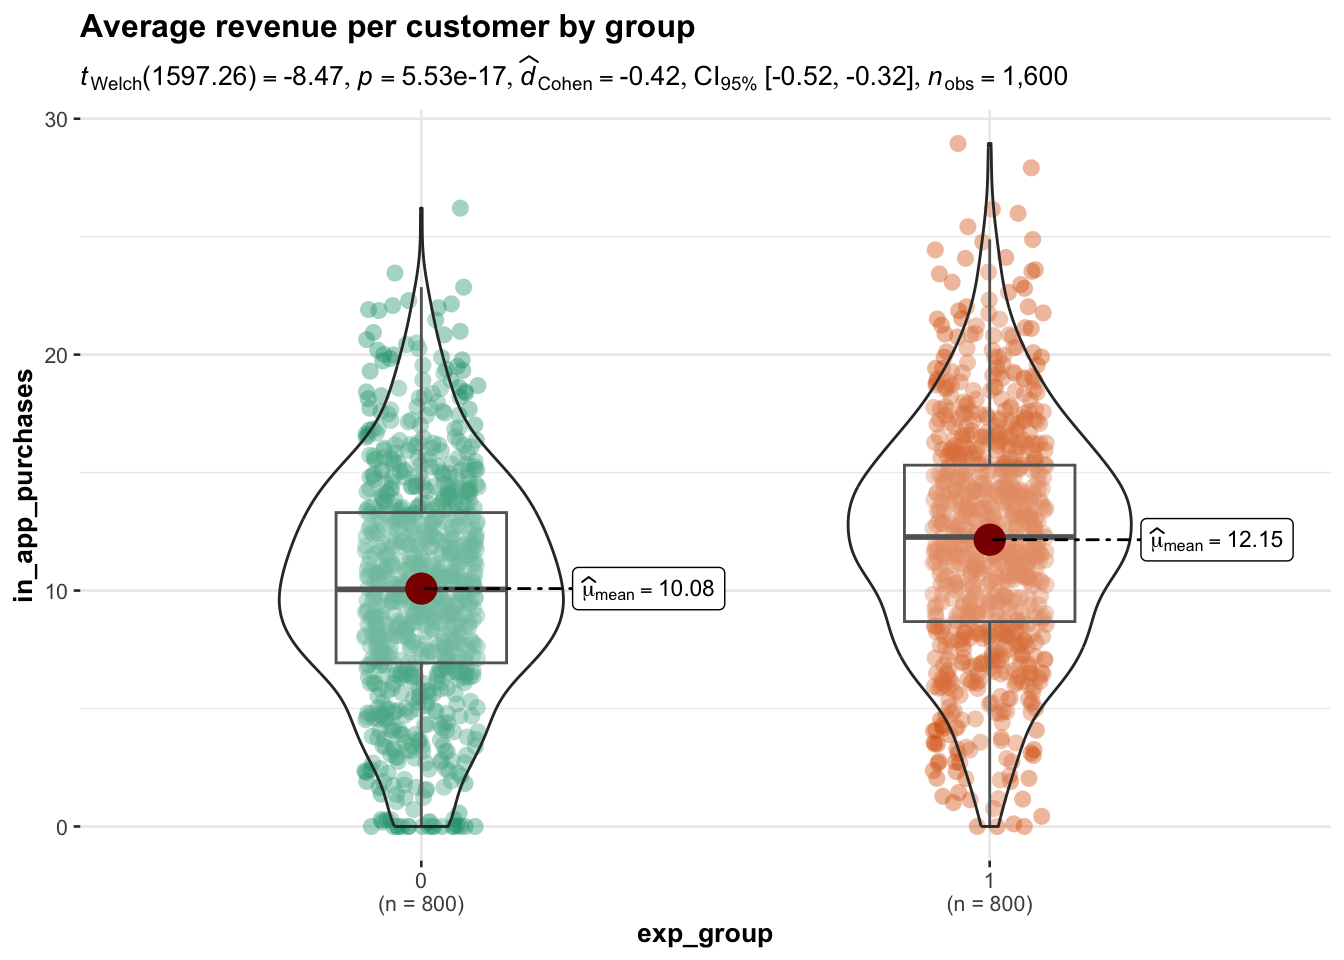 Average revenue per customer by group
t Welch(1597.26) = -8.47, p = 5.53e-17, d̂ Cohen = -0.42, CI95% [-0.52, -0.32], n obs = 1,600
30
20
10
0
in_app_purchases
μ̂ mean = 10.08
μ̂ mean = 12.15
0
(n = 800)
1
(n = 800)
exp_group